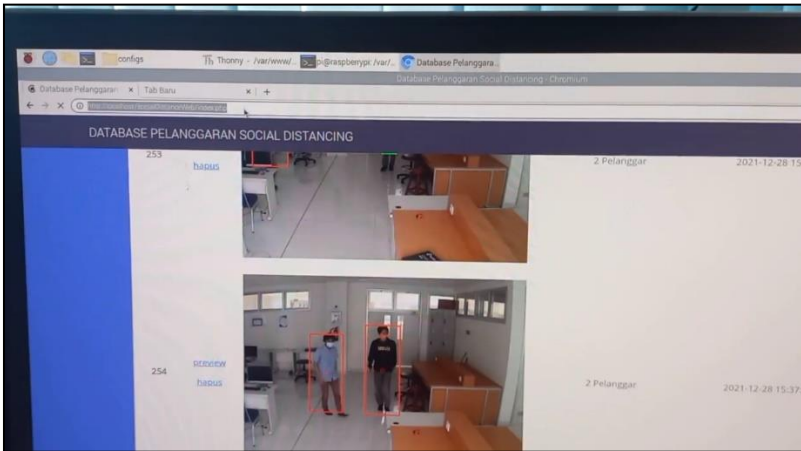 configs
Thonny - /var/www/...
pi@raspberrypi: /var/...
Database Pelanggara...
Database Pelanggaran Social Distancing - Chromium
Database Pelanggaran
Tab Baru
DATABASE PELANGGARAN SOCIAL DISTANCING
253
hapus
2 Pelanggar
2021-12-28 15
preview
254
hapus
2 Pelanggar
2021-12-28 15:37: